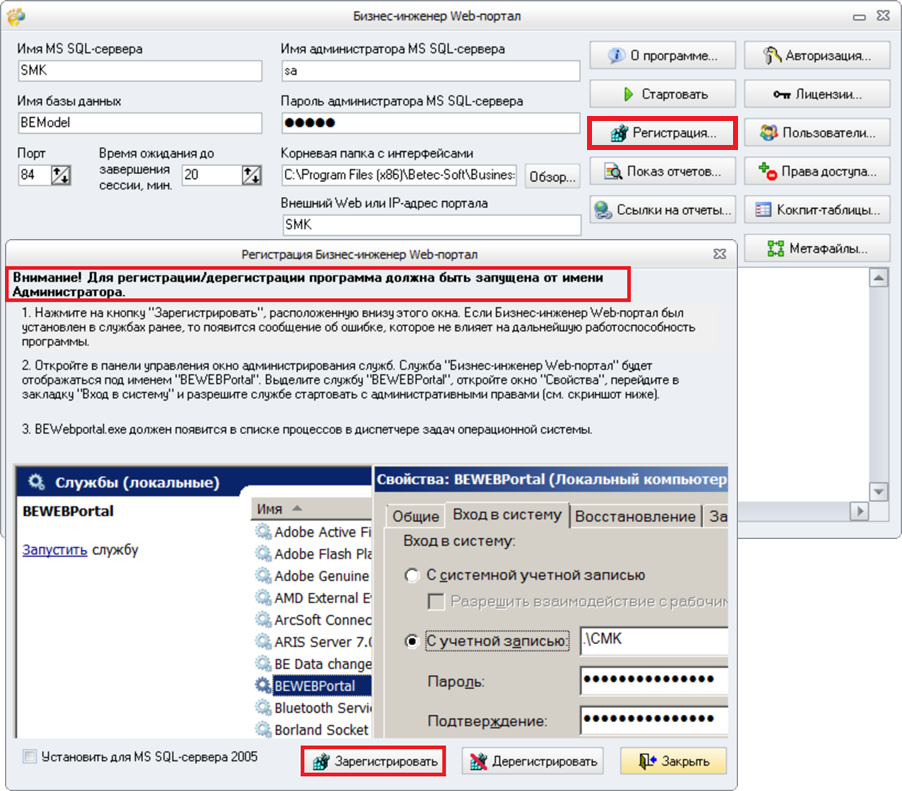 Бизнес-инженер Web-портал
Имя MS SQL-сервера
SMK
Имя администратора MS SQL-сервера
sa
О программе...
Авторизация...
Имя базы данных
BEModel
Пароль администратора MS SQL-сервера
●●●●●
Стартовать
Лицензии...
Регистрация...
Пользователи...
Порт
84
Время ожидания до
завершения
сессии, мин.
20
Корневая папка с интерфейсами
C:\Program Files (x86)\Betec-Soft\Busines
Обзор...
Показ отчетов...
Права доступа...
Внешний Web или IP-адрес портала
SMK
Ссылки на отчеты...
Кокпит-таблицы...
Метафайлы...
Регистрация Бизнес-инженер Web-портал
Внимание! Для регистрации/дерегистрации программа должна быть запущена от имени
Администратора.
1. Нажмите на кнопку "Зарегистрировать", расположенную внизу этого окна. Если Бизнес-инженер Web-портал был
установлен в службах ранее, то появится сообщение об ошибке, которое не влияет на дальнейшую работоспособность
программы.
2. Откройте в панели управления окно администрирования служб. Служба "Бизнес-инженер Web-портал" будет
отображаться под именем "BEWEBPortal". Выделите службу "BEWEBPortal", откройте окно "Свойства", перейдите в
закладку "Вход в систему" и разрешите службе стартовать с административными правами (см. скриншот ниже).
3. BEWebportal.exe должен появится в списке процессов в диспетчере задач операционной системы.
Службы (локальные)
BEWEBPortal
Запустить службу
Имя
Adobe Active Fi
Adobe Flash Pla
Adobe Genuine
AMD External E
ArcSoft Connec
ARIS Server 7.0
BE Data change
BEWEBPortal
Bluetooth Servi
Borland Socket
Свойства: BEWEBPortal (Локальный компьютер
Общие
Вход в систему
Восстановление
За
Вход в систему:
С системной учетной записью
Разрешить взаимодействие с рабочим
С учетной записью:
.\СМК
Пароль:
●●●●●●●●●●●●●●●
Подтверждение:
●●●●●●●●●●●●●●●
Установить для MS SQL-сервера 2005
Зарегистрировать
Дерегистрировать
Закрыть